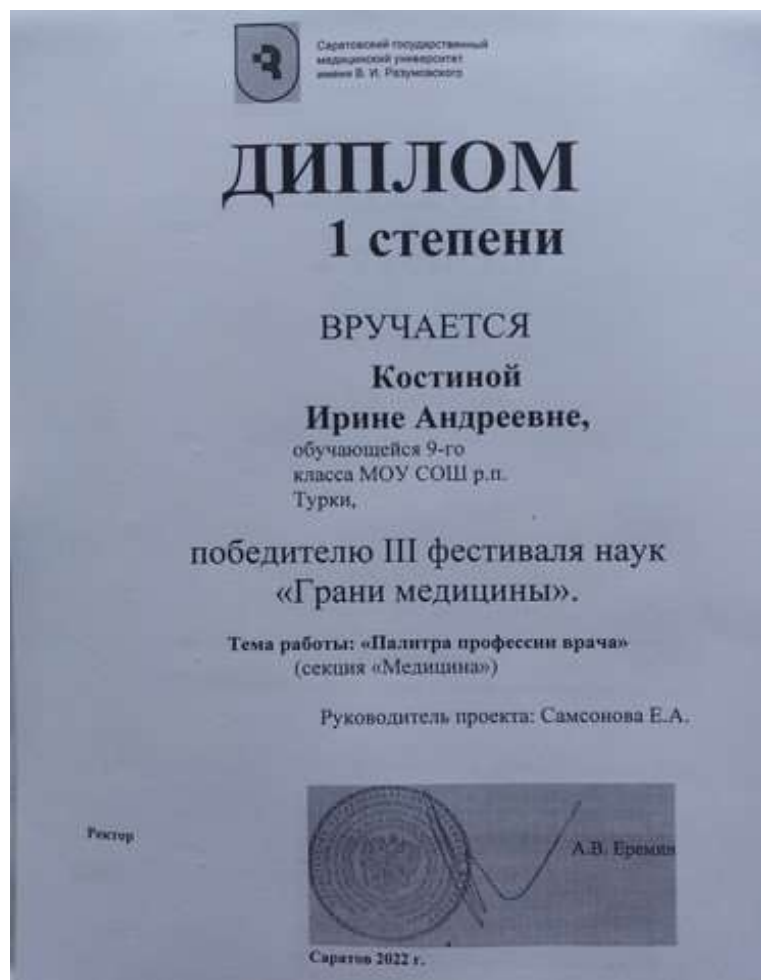 Саратовский государственный
медицинский университет
имени В. И. Разумовского
ДИПЛОМ
1 степени
ВРУЧАЕТСЯ
Костиной
Ирине Андреевне,
обучающейся 9-го
класса МОУ СОШ р.п.
Турки,
победителю III фестиваля наук
«Грани медицины».
Тема работы: «Палитра профессии врача»
(секция «Медицина»)
Руководитель проекта: Самсонова Е.А.
Ректор
А.В. Еремин
Саратов 2022 г.